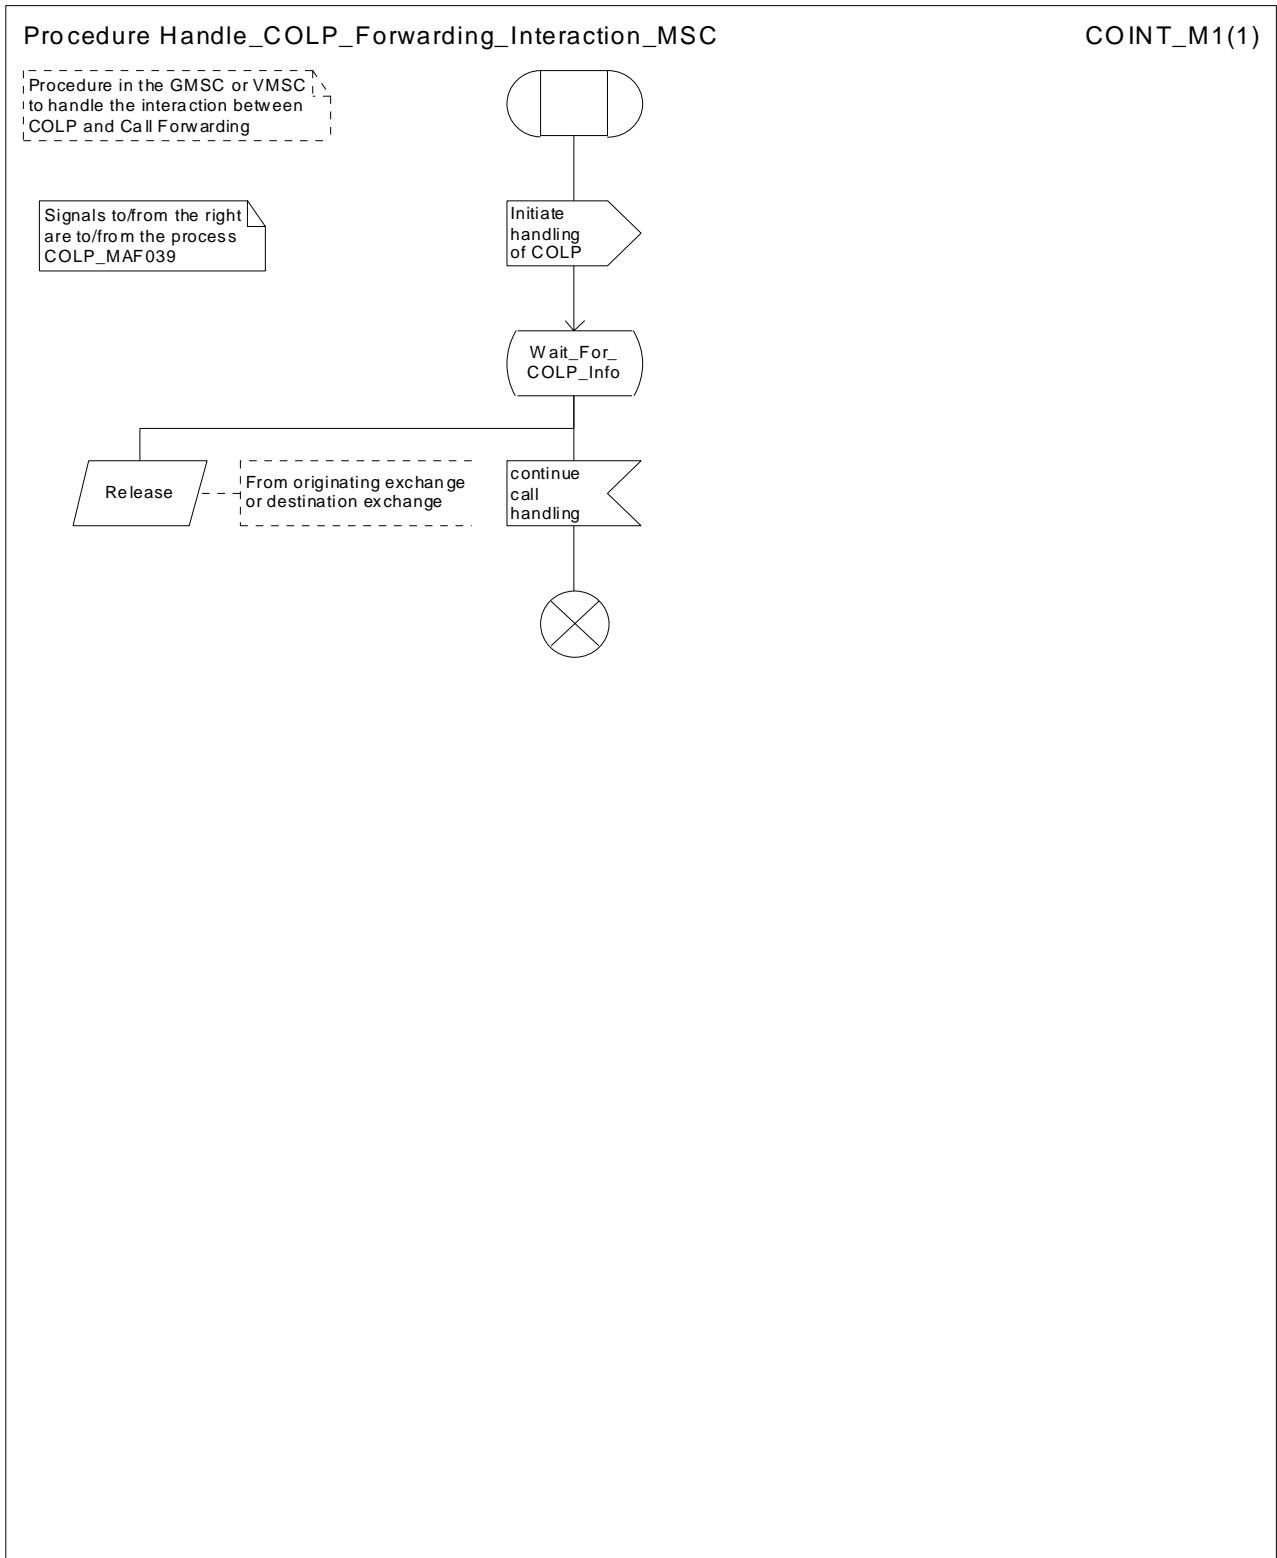 Procedure Handle_COLP_Forwarding_Interaction_MSC
COINT_M1(1)
Procedure in the GMSC or VMSC
to handle the interaction between
COLP and Call Forwarding
Signals to/from the right
are to/from the process
COLP_MAF039
Initiate
handling
of COLP
Wait_For_
COLP_Info
Release
From originating exchange
or destination exchange
continue
call
handling